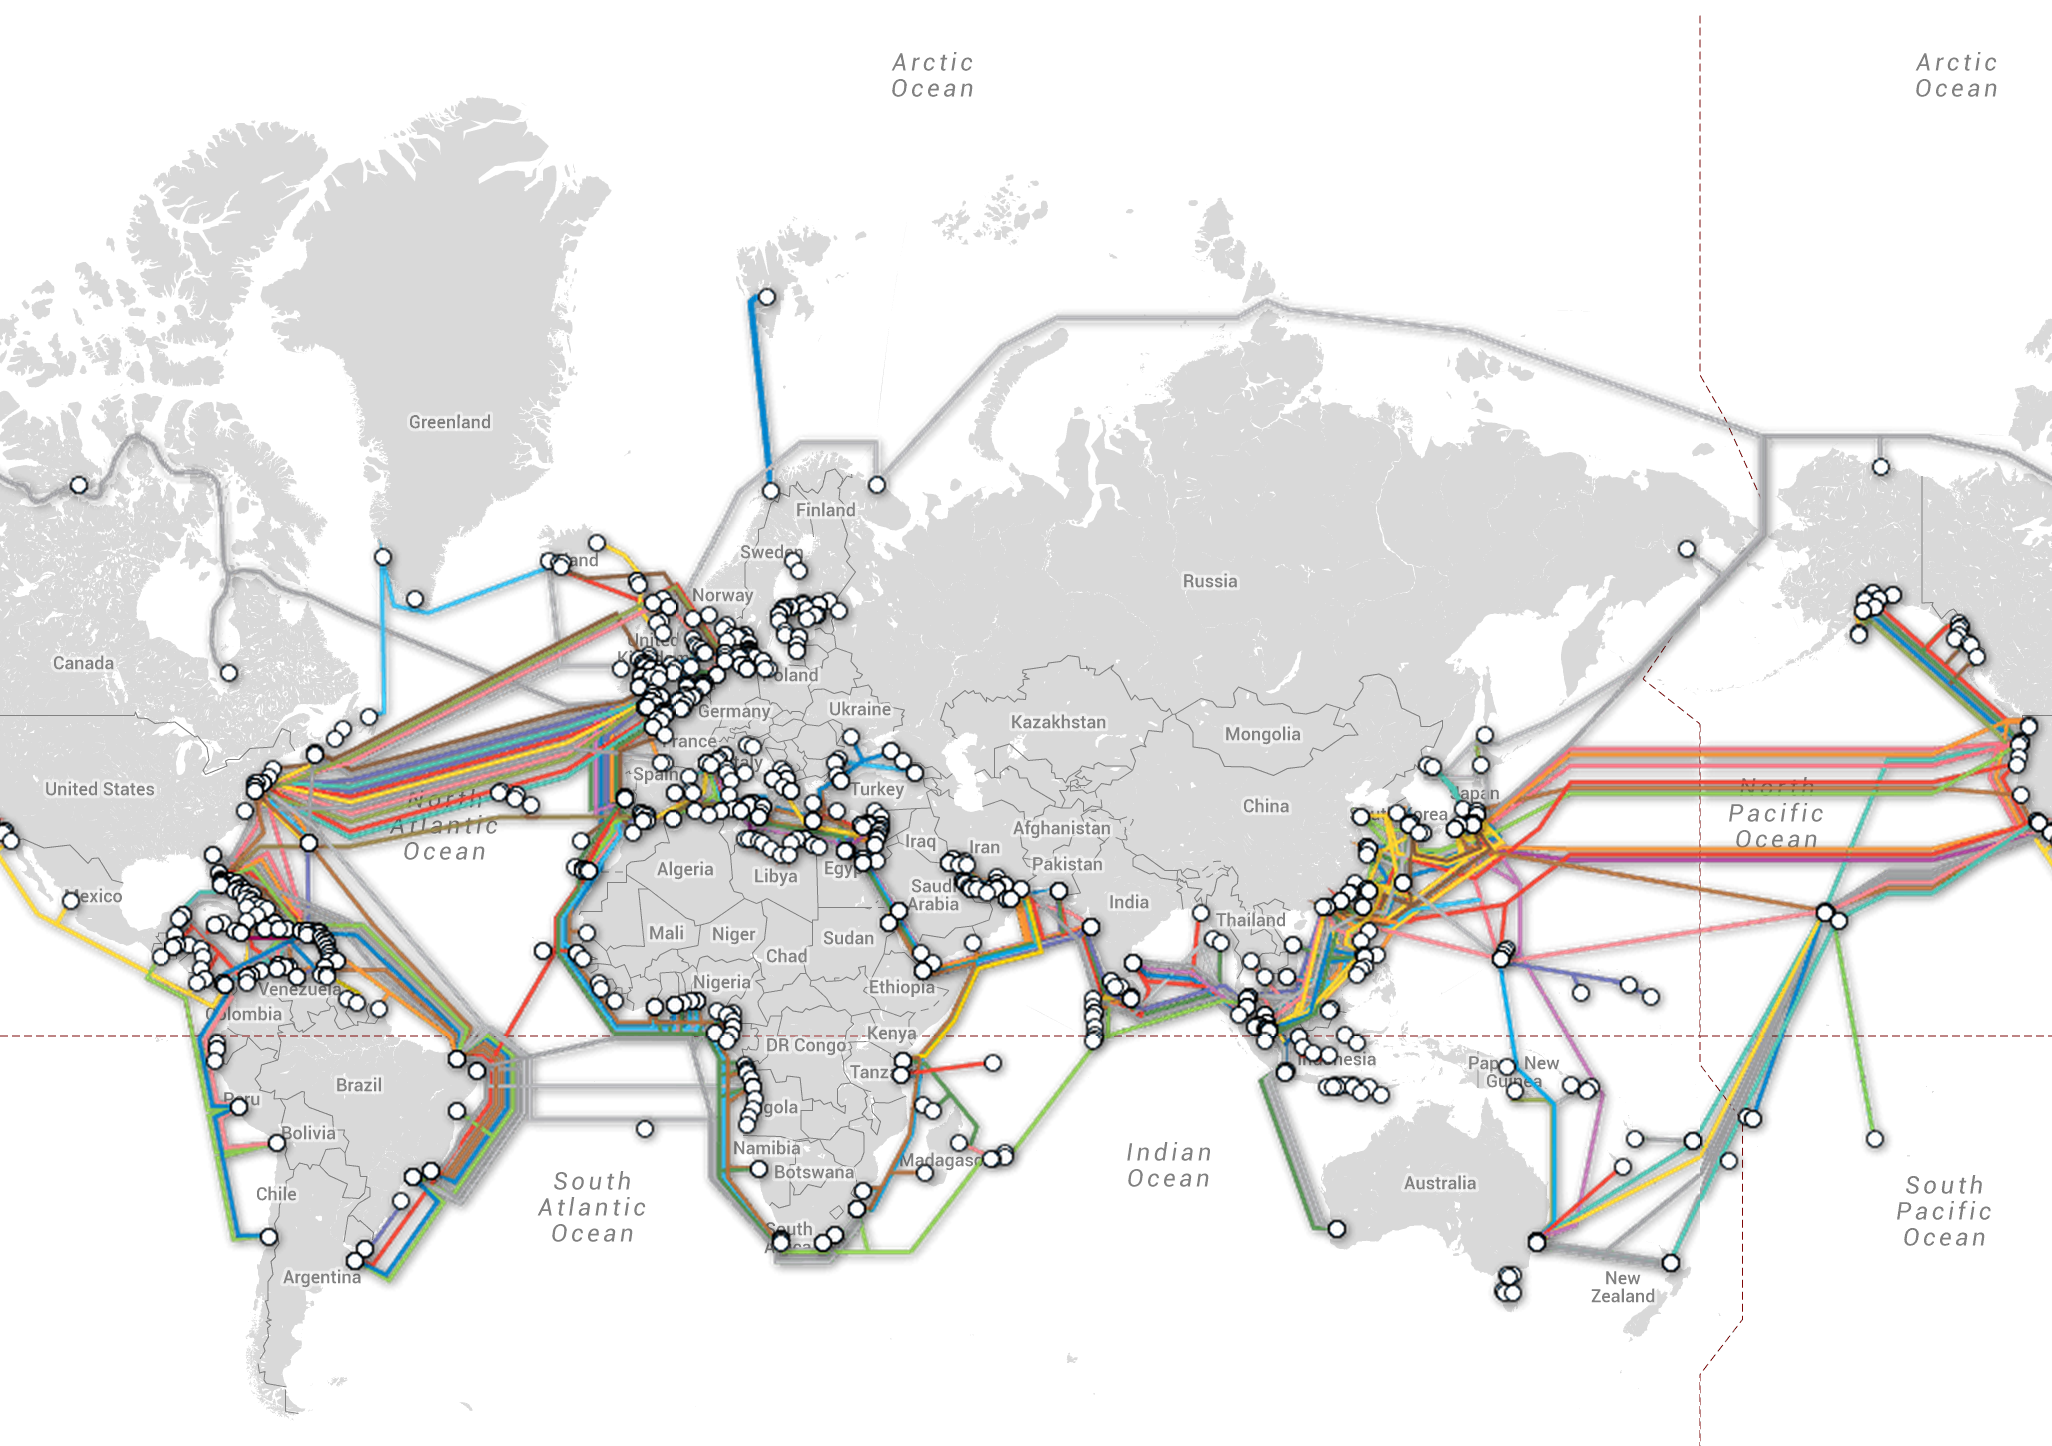 Arctic
Ocean
Arctic
Ocean
Greenland
Finland
Sweden
Russia
Norway
United
Canada
Poland
Germany
Ukraine
Kazakhstan
Mongolia
France
Italy
Spain
United States
Turkey
China
Japan
North
Atlantic
Ocean
North
Pacific
Ocean
Afghanistan
Iraq
Iran
Pakistan
Algeria
Libya
Egypt
Saudi
Arabia
India
Mexico
Thailand
Mali
Niger
Sudan
Chad
Nigeria
Ethiopia
Venezuela
Colombia
Kenya
DR Congo
Indonesia
Papua New
Guinea
Tanz
Brazil
Peru
gola
Bolivia
Namibia
Botswana
Madagasc
Indian
Ocean
Chile
Australia
South
Atlantic
Ocean
South
Pacific
Ocean
South
Africa
Argentina
New
Zealand